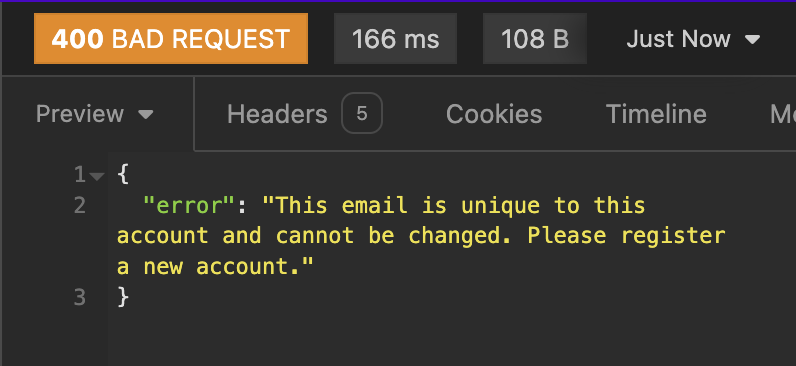 400 BAD REQUEST 166 ms 108 B Just Now
Preview Headers 5 Cookies Timeline
1 {
2 "error": "This email is unique to this
account and cannot be changed. Please register
a new account."
3 }